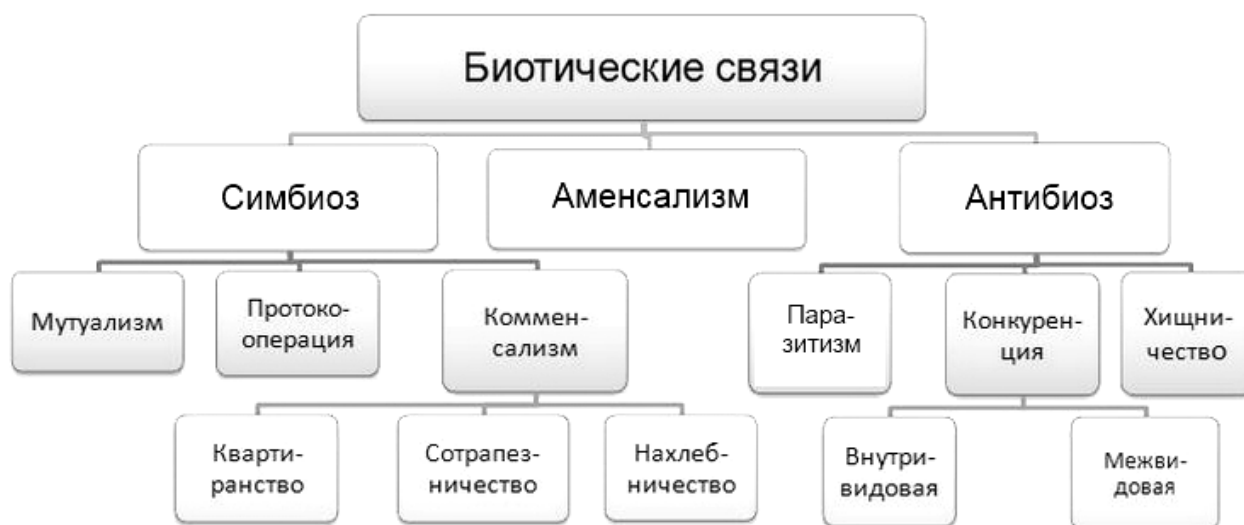 Биотические связи
Симбиоз
Аменсализм
Антибиоз
Мутуализм
Протоко-
операция
Коммен-
сализм
Пара-
зитизм
Конкурен-
ция
Хищни-
чество
Кварти-
ранство
Сотрапез-
ничество
Нахлеб-
ничество
Внутри-
видовая
Межви-
довая